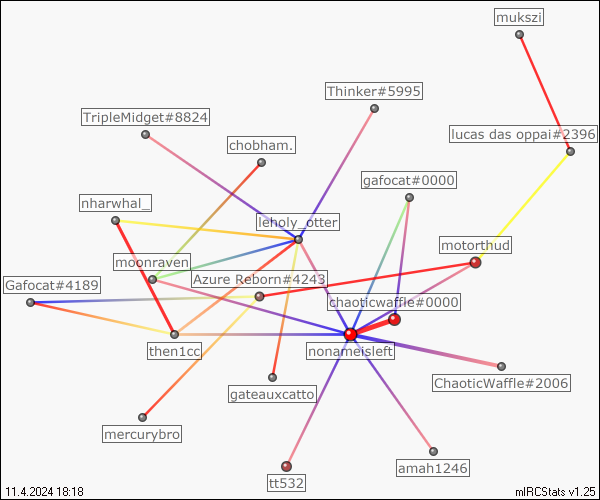 mukszi
Thinker#5995
TripleMidget#8824
lucas das oppai#2396
chobham.
gafocat#0000
nharwhal_
leholy_otter
motorthud
moonraven
Azure Reborn#4243
Gafocat#4189
chaoticwaffle#0000
then1cc
nonameisleft
ChaoticWaffle#2006
gateauxcatto
mercurybro
amah1246
tt532
11.4.2024 18:18
mIRCStats v1.25